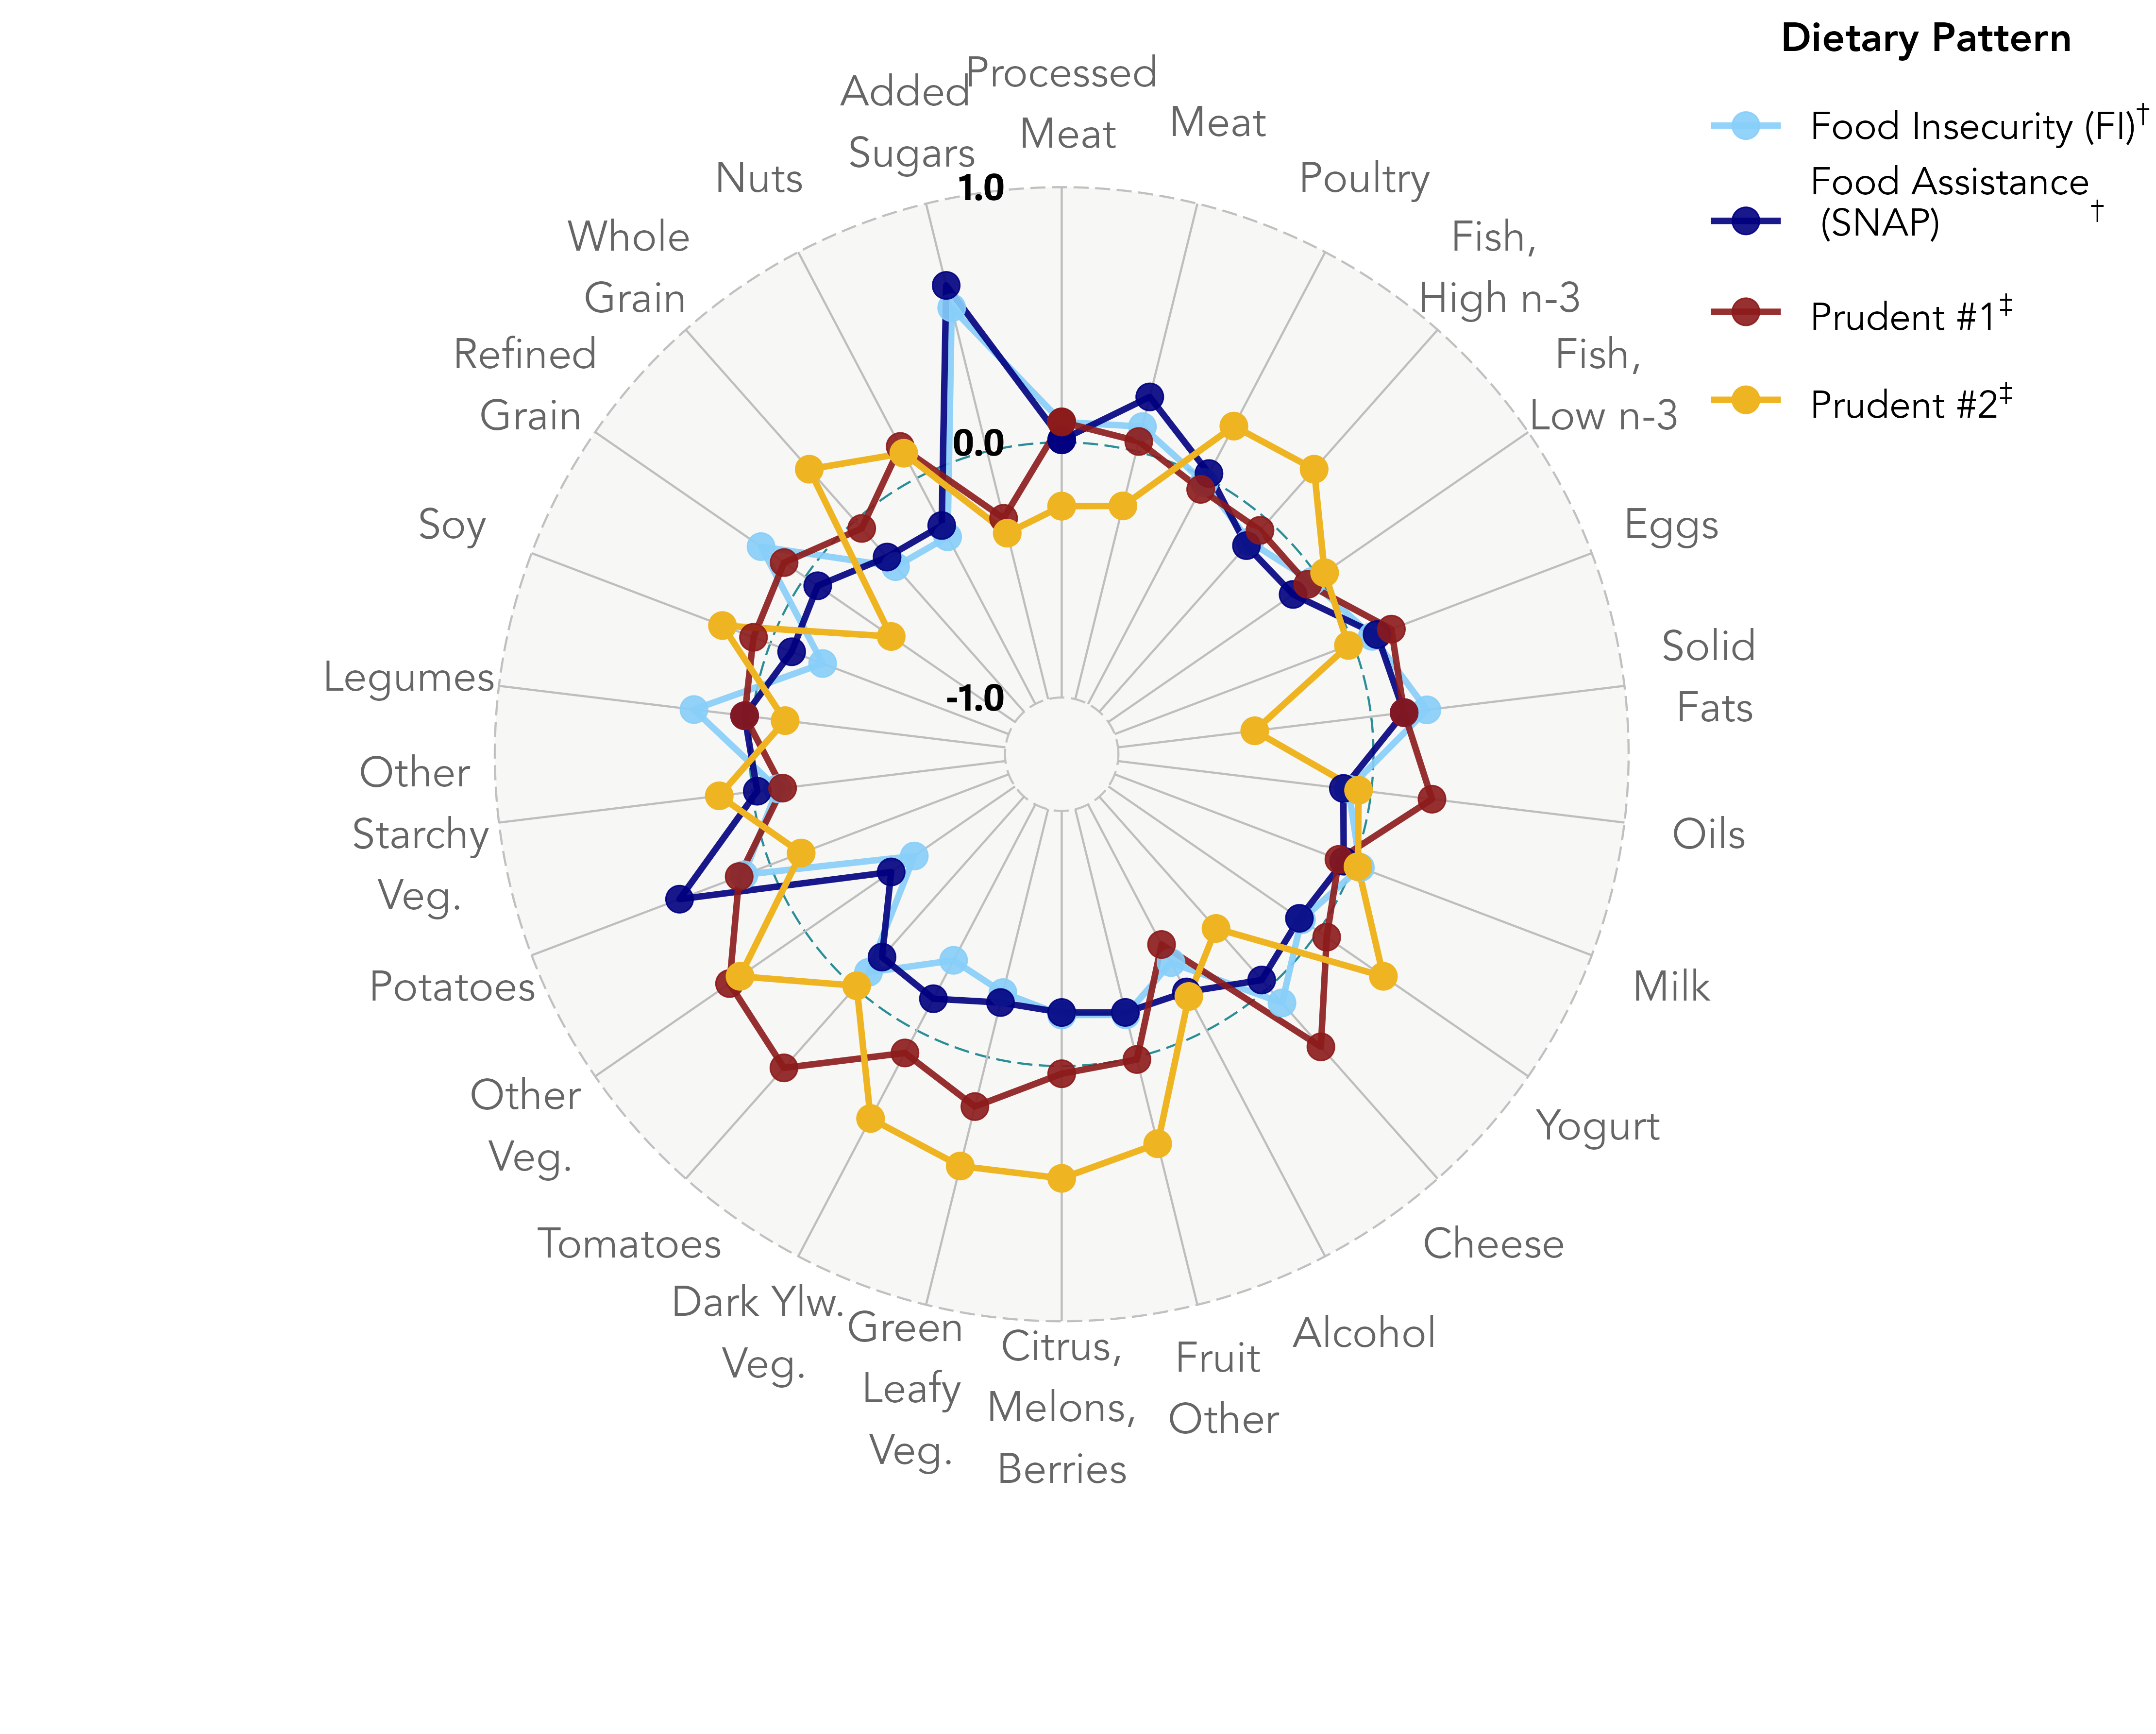 Dietary Pattern
Food Insecurity (FI)†
Food Assistance
(SNAP) †
Prudent #1‡
Prudent #2‡
Processed
Meat
Meat
Poultry
Fish,
High n-3
Fish,
Low n-3
Eggs
Solid
Fats
Oils
Milk
Yogurt
Cheese
Alcohol
Fruit
Other
Citrus,
Melons,
Berries
Green
Leafy
Veg.
Dark Ylw.
Veg.
Tomatoes
Other
Veg.
Potatoes
Other
Starchy
Veg.
Legumes
Soy
Refined
Grain
Whole
Grain
Nuts
Added
Sugars
1.0
0.0
-1.0